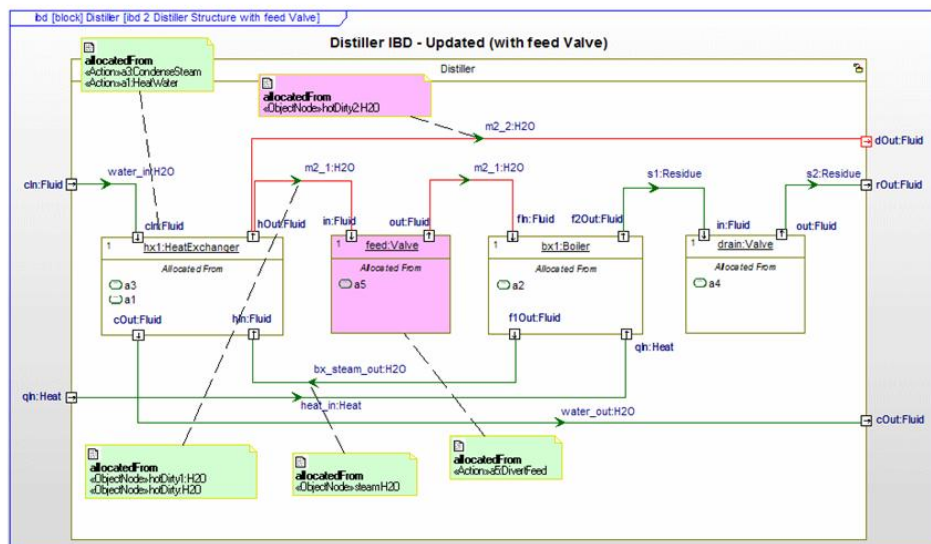 ibd [block] Distiller [ibd 2 Distiller Structure with feed Valve]
Distiller IBD - Updated (with feed Valve)
Distiller
allocatedFrom
«Action»a3:CondenseSteam
«Action»a1:HeatWater
allocatedFrom
«ObjectNode»hotDirty2:H2O
m2_2:H2O
dOut:Fluid
water_in:H2O
m2_1:H2O
m2_1:H2O
s1:Residue
s2:Residue
cIn:Fluid
rOut:Fluid
cIn:Fluid
hOut:Fluid
in:Fluid
out:Fluid
fIn:Fluid
f2Out:Fluid
in:Fluid
out:Fluid
1
hx1:HeatExchanger
Allocated From
a3
a1
cOut:Fluid
hIn:Fluid
1
feed:Valve
Allocated From
a5
1
bx1:Boiler
Allocated From
a2
f1Out:Fluid
qIn:Heat
1
drain:Valve
Allocated From
a4
bx_steam_out:H2O
qIn:Heat
heat_in:Heat
water_out:H2O
cOut:Fluid
allocatedFrom
«ObjectNode»hotDirty1:H2O
«ObjectNode»hotDirty:H2O
allocatedFrom
«ObjectNode»steam:H2O
allocatedFrom
«Action»a5:DivertFeed